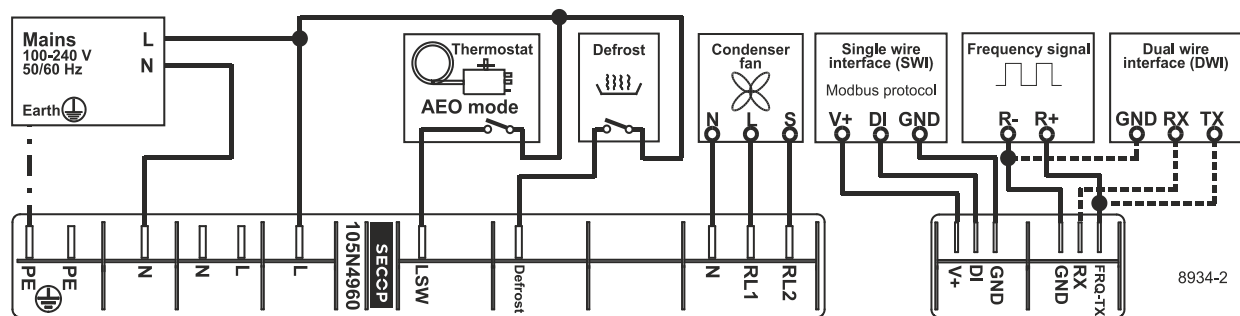 Mains
100-240 V
50/60 Hz
L
N
Earth
Thermostat
AEO mode
Defrost
Condenser
fan
N L S
Single wire
interface (SWI)
Modbus protocol
V+ DI GND
Frequency signal
R- R+
Dual wire
interface (DWI)
GND RX TX
PE
PE
N
N
L
L
105N4960
SECOP
LSW
Defrost
N
RL1
RL2
V+
DI
GND
GND
RX
FRQ-TX
8934-2